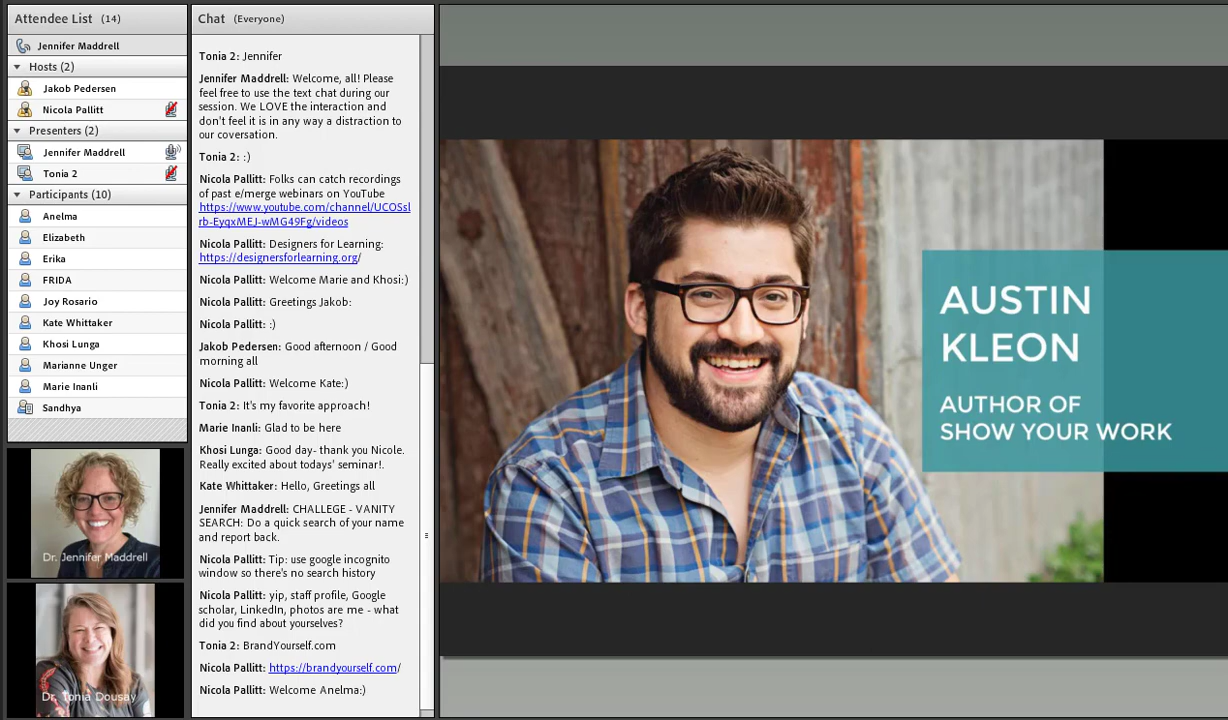 Attendee List (14)
Jennifer Maddrell
Hosts (2)
Jakob Pedersen
Nicola Pallitt
Presenters (2)
Jennifer Maddrell
Tonia 2
Participants (10)
Anelma
Elizabeth
Erika
FRIDA
Joy Rosario
Kate Whittaker
Khosi Lunga
Marianne Unger
Marie Inanli
Sandhya
Dr. Jennifer Maddrell
Dr. Tonia Dousay
Chat (Everyone)
Tonia 2: Jennifer
Jennifer Maddrell: Welcome, all! Please
feel free to use the text chat during our
session. We LOVE the interaction and
don't feel it is in any way a distraction to
our coversation.
Tonia 2: :)
Nicola Pallitt: Folks can catch recordings
of past e/merge webinars on YouTube
https://www.youtube.com/channel/UCOSsl
rb-EyqxMEJ-wMG49Fg/videos
Nicola Pallitt: Designers for Learning:
https://designersforlearning.org/
Nicola Pallitt: Welcome Marie and Khosi:)
Nicola Pallitt: Greetings Jakob:
Nicola Pallitt: :)
Jakob Pedersen: Good afternoon / Good
morning all
Nicola Pallitt: Welcome Kate:)
Tonia 2: It's my favorite approach!
Marie Inanli: Glad to be here
Khosi Lunga: Good day- thank you Nicole.
Really excited about todays' seminar!.
Kate Whittaker: Hello, Greetings all
Jennifer Maddrell: CHALLEGE - VANITY
SEARCH: Do a quick search of your name
and report back.
Nicola Pallitt: Tip: use google incognito
window so there's no search history
Nicola Pallitt: yip, staff profile, Google
scholar, LinkedIn, photos are me - what
did you find about yourselves?
Tonia 2: BrandYourself.com
Nicola Pallitt: https://brandyourself.com/
Nicola Pallitt: Welcome Anelma:)
AUSTIN
KLEON
AUTHOR OF
SHOW YOUR WORK